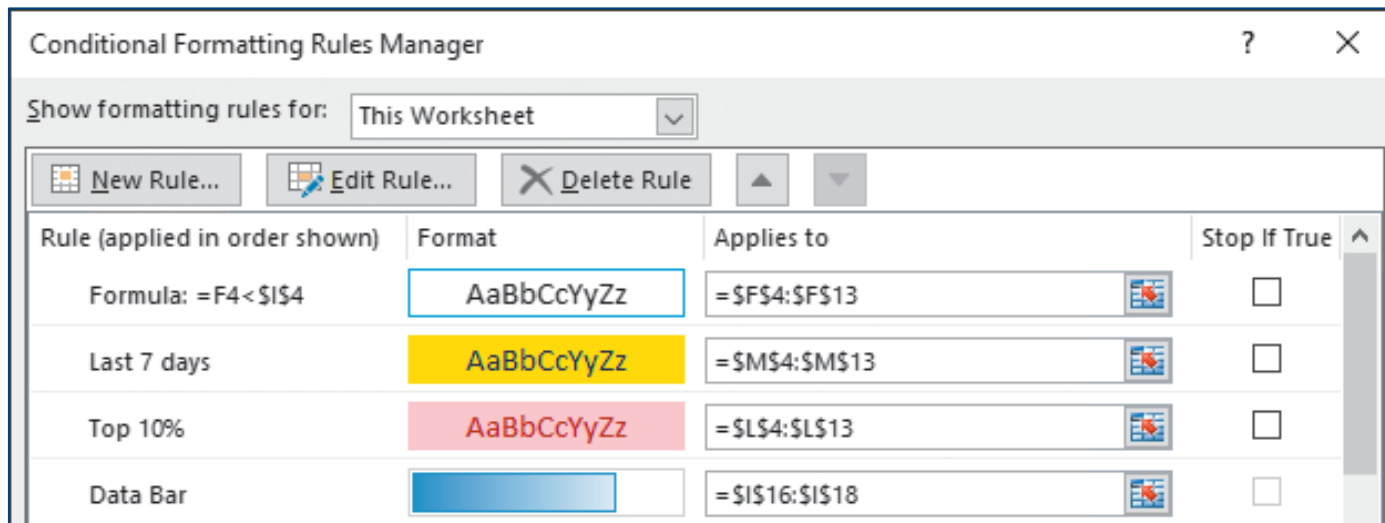 Conditional Formatting Rules Manager ? ×
Show formatting rules for: This Worksheet
New Rule... Edit Rule... Delete Rule
Rule (applied in order shown) Format Applies to Stop If True
Formula: =F4<$I$4 AaBbCcYyZz =$F$4:$F$13
Last 7 days AaBbCcYyZz =$M$4:$M$13
Top 10% AaBbCcYyZz =$L$4:$L$13
Data Bar =$I$16:$I$18